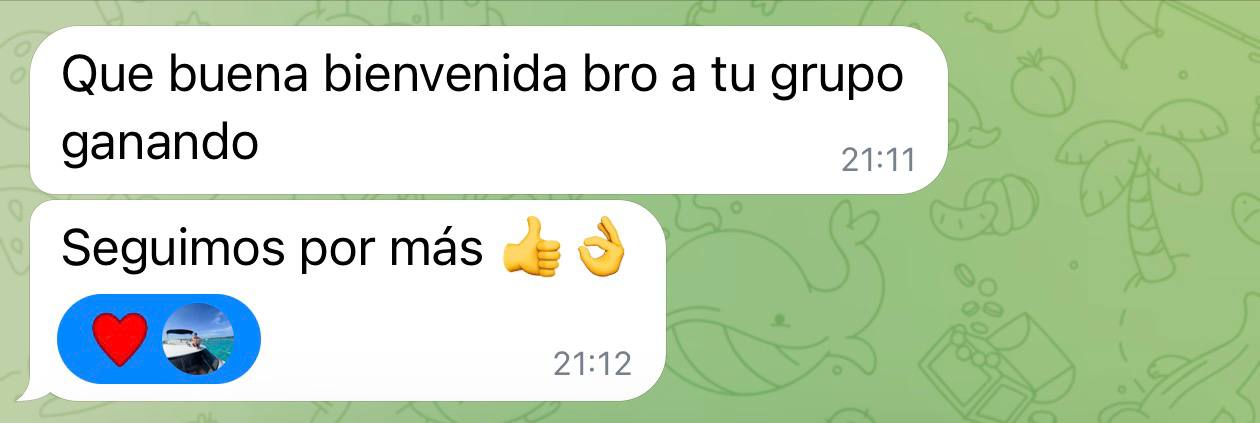 Que buena bienvenida bro a tu grupo
ganando
21:11
Seguimos por más 👍👌
21:12